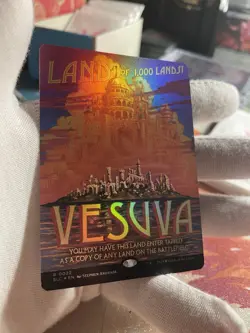 LAND!
OF 1,000 LANDS!
VESUVA
YOU MAY HAVE THIS LAND ENTER TAPPED
AS A COPY OF ANY LAND ON THE BATTLEFIELD.